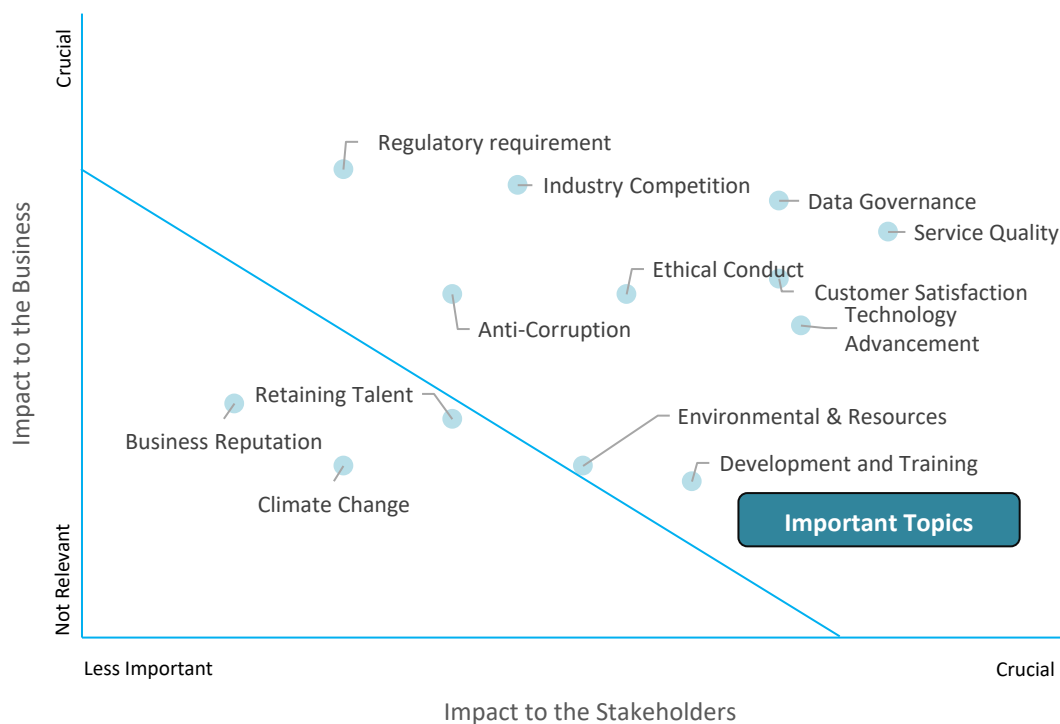 Crucial
Regulatory requirement
Industry Competition
Data Governance
Service Quality
Ethical Conduct
Customer Satisfaction
Technology
Advancement
Anti-Corruption
Impact to the Business
Retaining Talent
Environmental & Resources
Business Reputation
Development and Training
Climate Change
Important Topics
Not Relevant
Less Important
Crucial
Impact to the Stakeholders